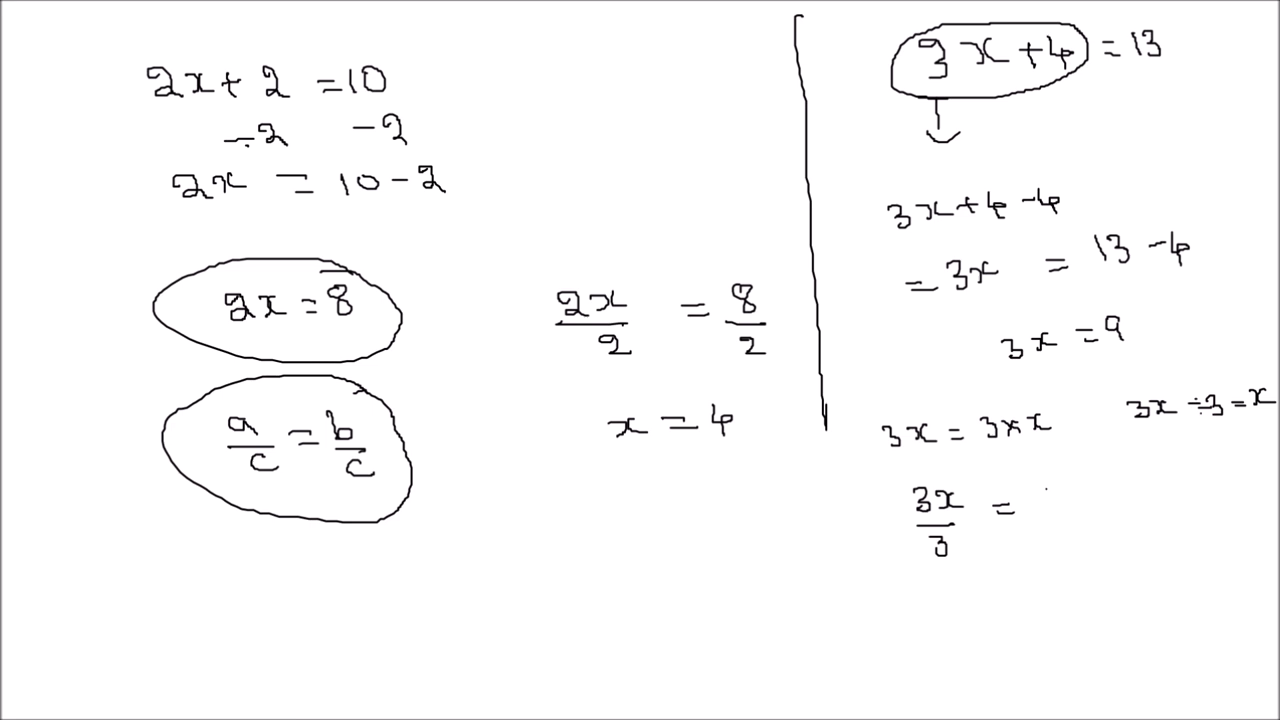 2x + 2 = 10
-2 -2
2x = 10 - 2
2x = 8
a/c = b/c
2x/2 = 8/2
x = 4
3x + 4 = 13
3x + 4 - 4
= 3x = 13 - 4
3x = 9
3x = 3 × x
3x ÷ 3 = x
3x/3 =